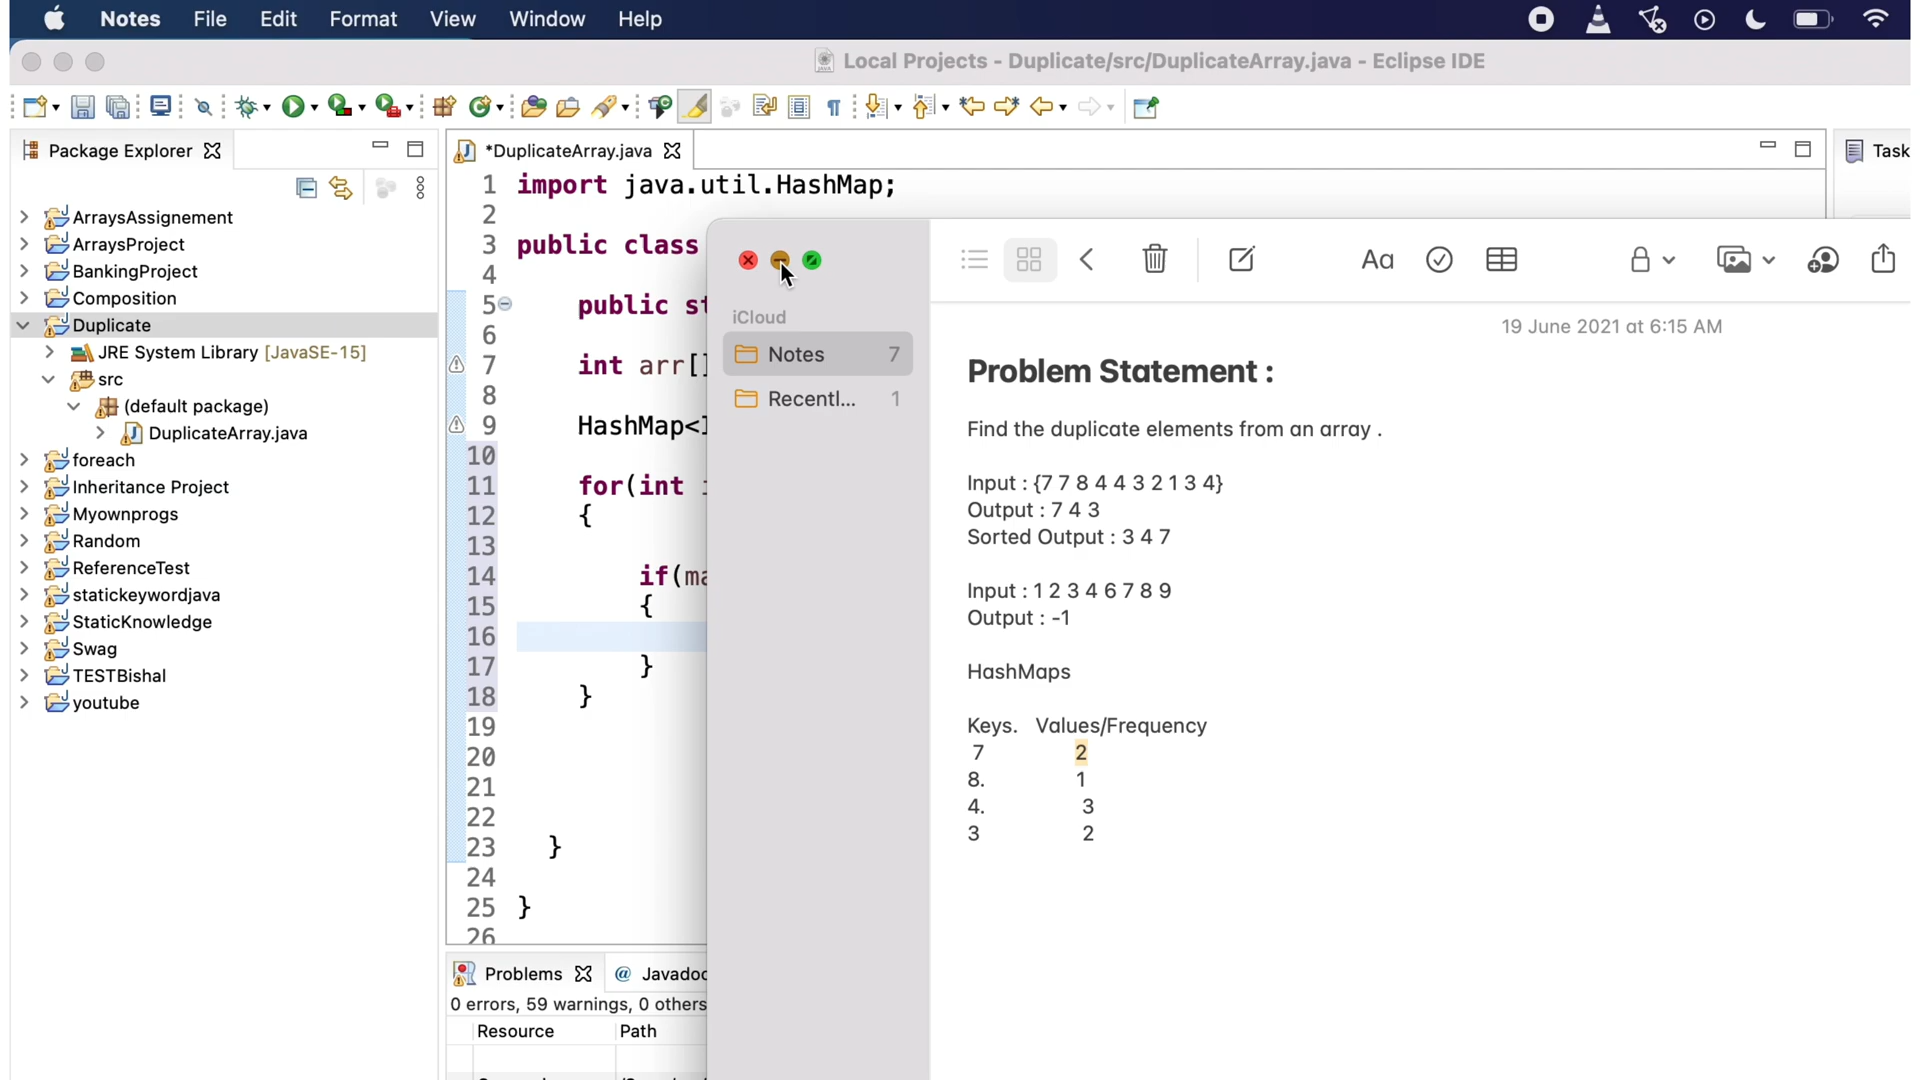 Notes File Edit Format View Window Help
Local Projects - Duplicate/src/DuplicateArray.java - Eclipse IDE
Package Explorer
ArraysAssignement
ArraysProject
BankingProject
Composition
Duplicate
JRE System Library [JavaSE-15]
src
(default package)
DuplicateArray.java
foreach
Inheritance Project
Myownprogs
Random
ReferenceTest
statickeywordjava
StaticKnowledge
Swag
TESTBishal
youtube
*DuplicateArray.java
Task
1 import java.util.HashMap;
2
3 public class
4
5 public st
6
7 int arr[]
8
9 HashMap<I
10
11 for(int i
12 {
13
14 if(ma
15 {
16
17 }
18 }
19
20
21
22
23 }
24
25 }
26
Problems @ Javadoc
0 errors, 59 warnings, 0 others
Resource Path
iCloud
Notes 7
Recentl... 1
Aa
19 June 2021 at 6:15 AM
Problem Statement :
Find the duplicate elements from an array .
Input : {7 7 8 4 4 3 2 1 3 4}
Output : 7 4 3
Sorted Output : 3 4 7
Input : 1 2 3 4 6 7 8 9
Output : -1
HashMaps
Keys. Values/Frequency
7 2
8. 1
4. 3
3 2